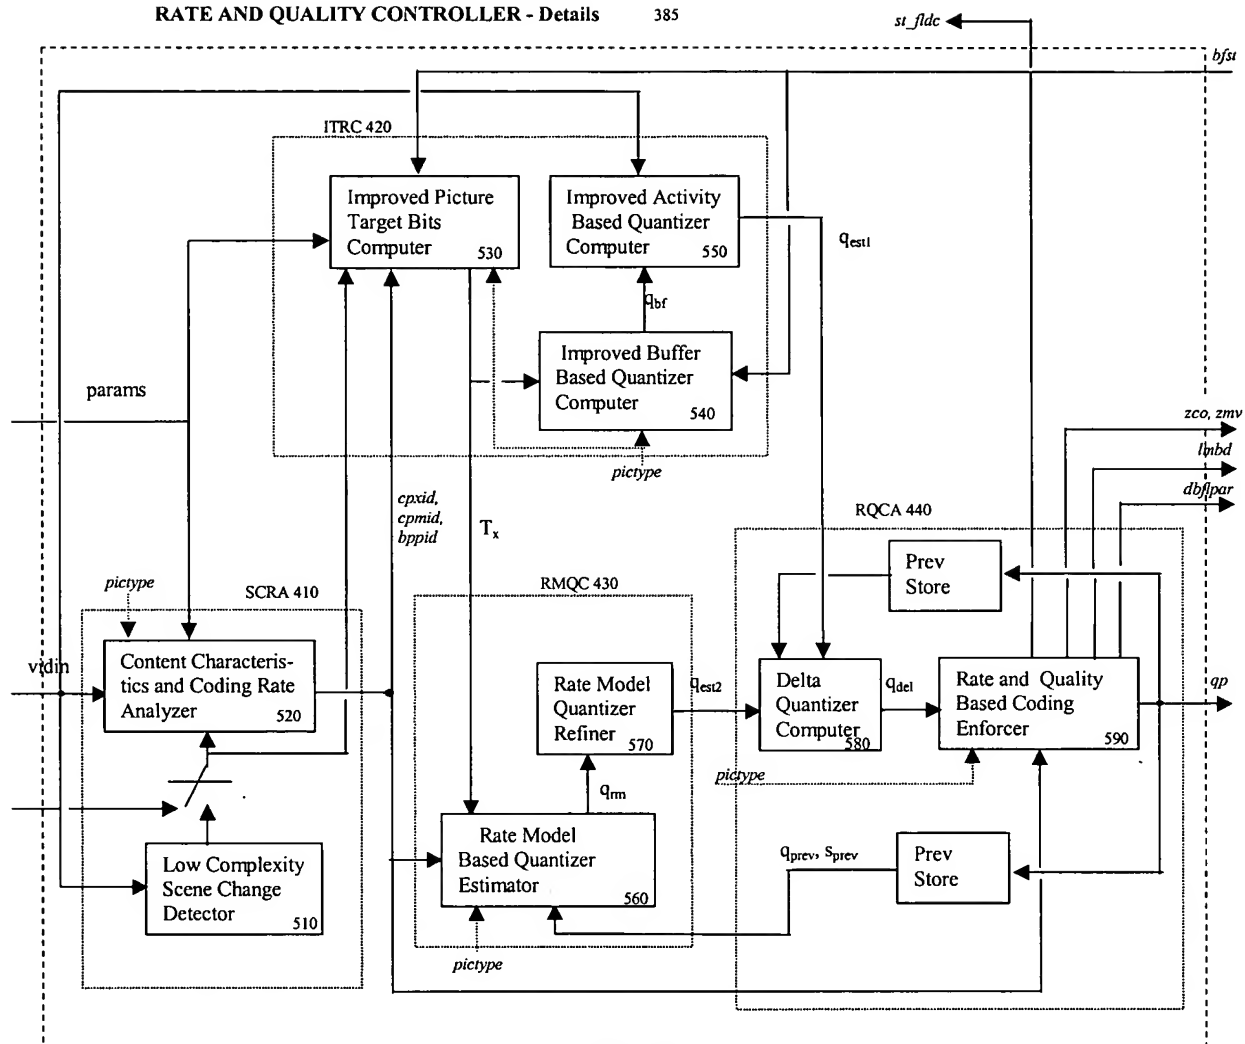 RATE AND QUALITY CONTROLLER - Details 385
st_fldc
bfst
ITRC 420
Improved Picture
Target Bits
Computer
530
Improved Activity
Based Quantizer
Computer
550
qest1
qbf
Improved Buffer
Based Quantizer
Computer
540
params
pictype
zco, zmv
lmbd
dbflpar
cpxid,
cpmid,
bppid
Tx
RQCA 440
Prev
Store
pictype
SCRA 410
RMQC 430
vidin
Content Characteris-
tics and Coding Rate
Analyzer
520
Rate Model
Quantizer
Refiner
570
qest2
Delta
Quantizer
Computer
580
qdel
Rate and Quality
Based Coding
Enforcer
590
qp
pictype
qrm
Low Complexity
Scene Change
Detector
510
Rate Model
Based Quantizer
Estimator
560
qprev, sprev
Prev
Store
pictype